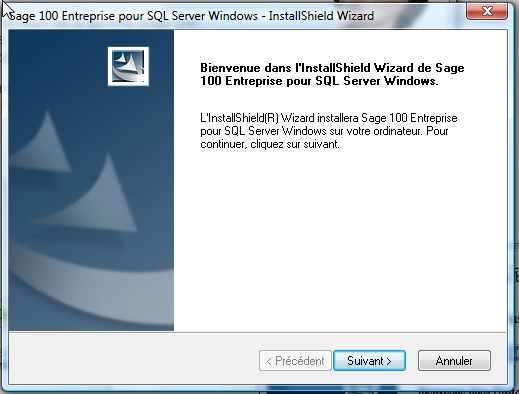 Sage 100 Entreprise pour SQL Server Windows - InstallShield Wizard
Bienvenue dans l'InstallShield Wizard de Sage
100 Entreprise pour SQL Server Windows.
L'InstallShield(R) Wizard installera Sage 100 Entreprise
pour SQL Server Windows sur votre ordinateur. Pour
continuer, cliquez sur suivant.
< Précédent
Suivant >
Annuler